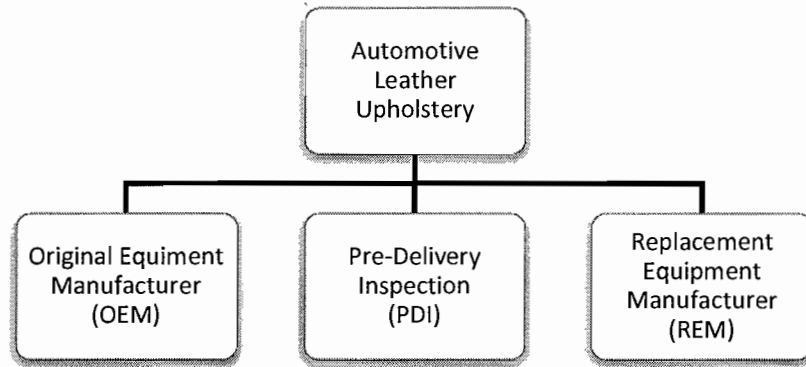 Automotive
Leather
Upholstery
Original Equiment
Manufacturer
(OEM)
Pre-Delivery
Inspection
(PDI)
Replacement
Equipment
Manufacturer
(REM)